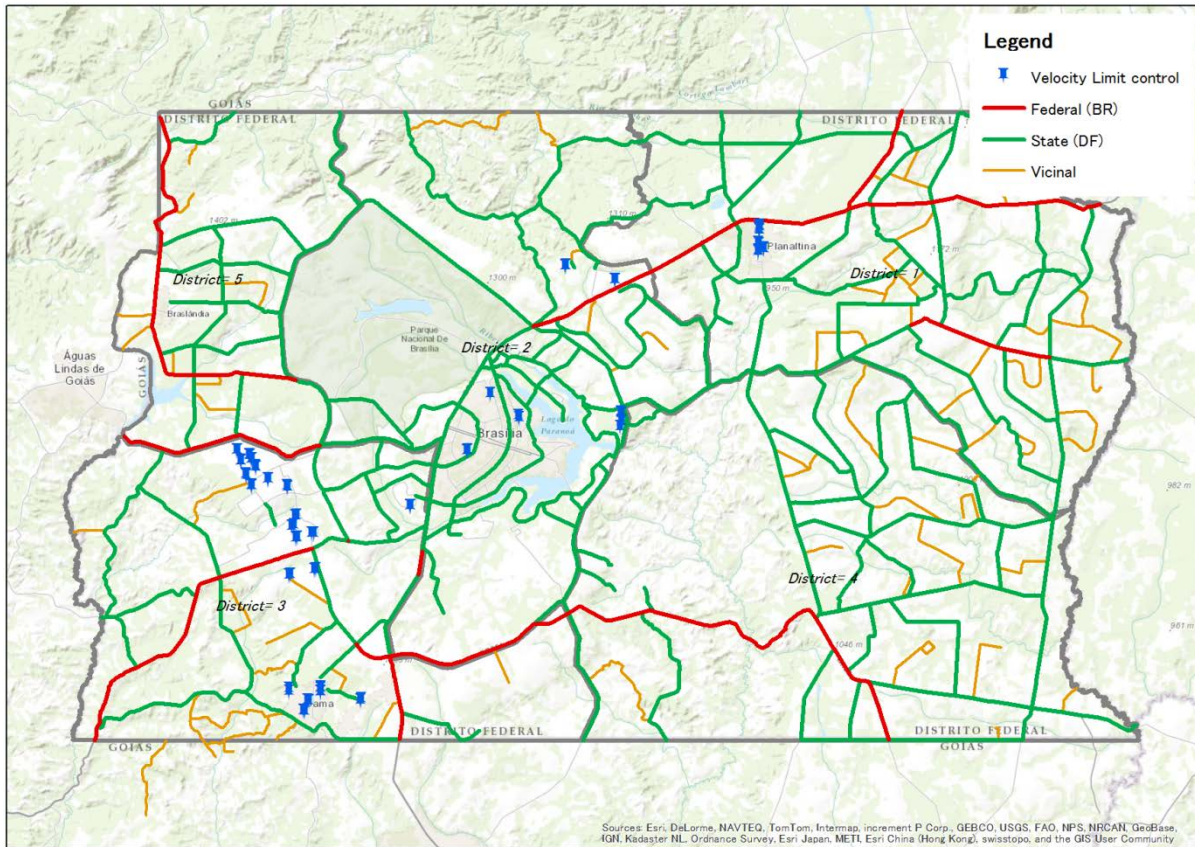 Legend
Velocity Limit control
Federal (BR)
State (DF)
Vicinal
GOIÁS
DISTRITO FEDERAL
DISTRITO FEDERAL
1402 m
1310 m
Planaltina
District= 5
1300 m
District= 1
950 m
Parque
Nacional De
Brasília
District= 2
Águas
Lindas de
Goiás
GOIÁS
Lago do
Paranoá
Brasília
982 m
District= 4
District= 3
981 m
1046 m
DISTRITO FEDERAL
GOIÁS
DISTRITO FEDERAL
GOIÁS
Sources: Esri, DeLorme, NAVTEQ, TomTom, Intermap, increment P Corp., GEBCO, USGS, FAO, NPS, NRCAN, GeoBase,
IGN, Kadaster NL, Ordnance Survey, Esri Japan, METI, Esri China (Hong Kong), swisstopo, and the GIS User Community